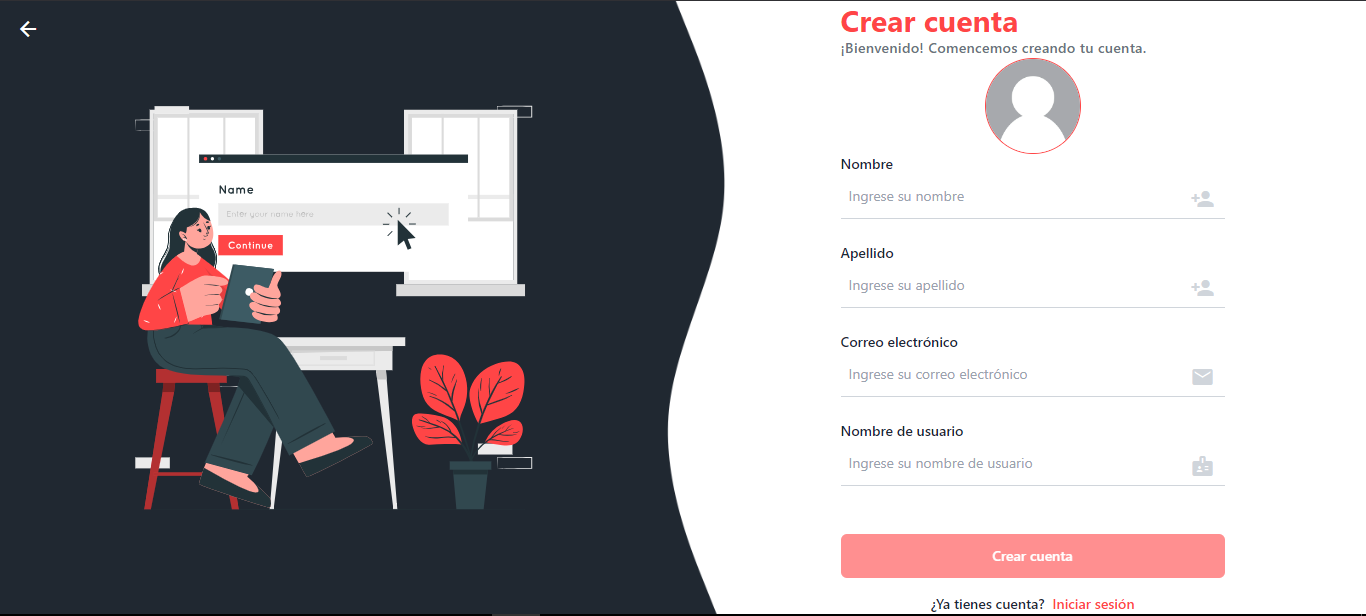 Crear cuenta
¡Bienvenido! Comencemos creando tu cuenta.
Name
Enter your name here
Continue
Nombre
Ingrese su nombre
Apellido
Ingrese su apellido
Correo electrónico
Ingrese su correo electrónico
Nombre de usuario
Ingrese su nombre de usuario
Crear cuenta
¿Ya tienes cuenta? Iniciar sesión